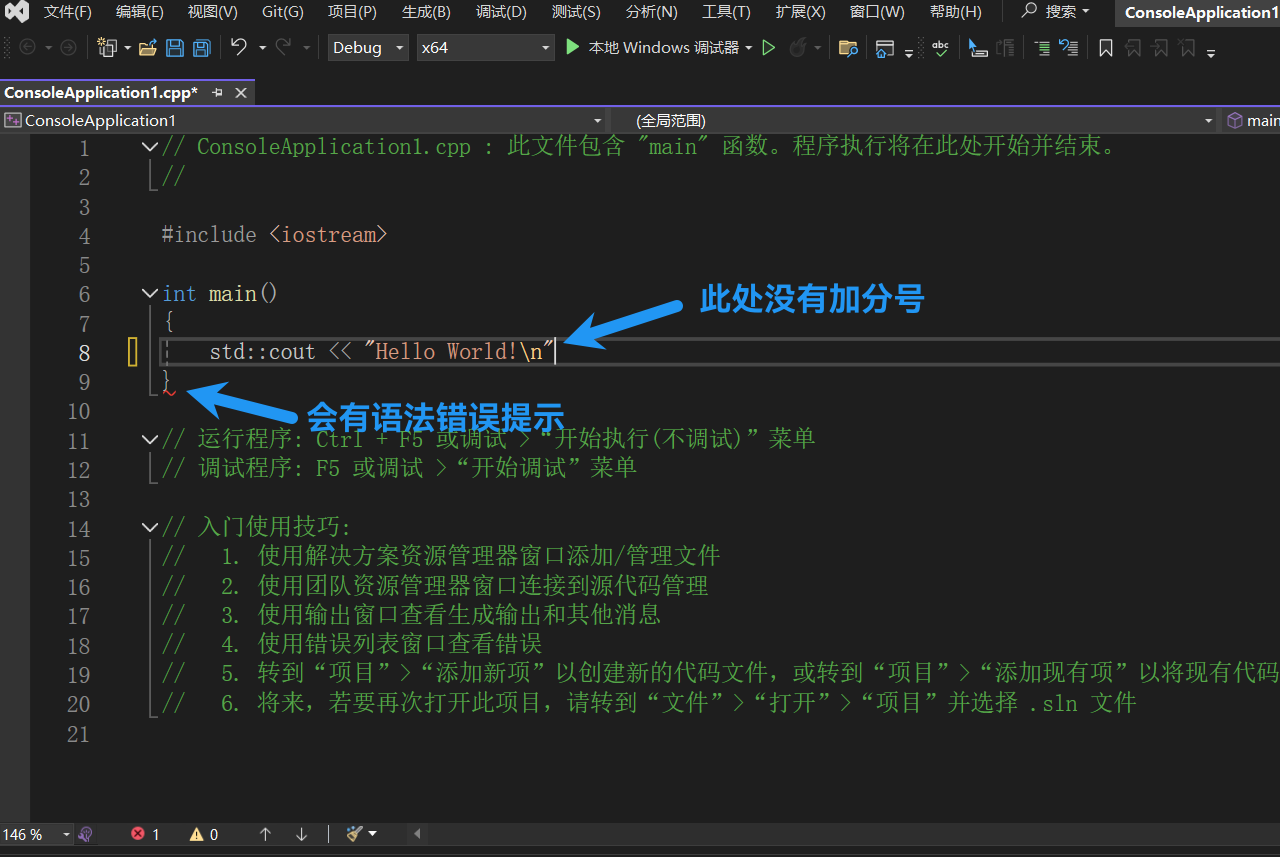 文件(F) 编辑(E) 视图(V) Git(G) 项目(P) 生成(B) 调试(D) 测试(S) 分析(N) 工具(T) 扩展(X) 窗口(W) 帮助(H) 搜索 ConsoleApplication1
Debug x64 本地 Windows 调试器 abc
ConsoleApplication1.cpp*
ConsoleApplication1 (全局范围) main
1 // ConsoleApplication1.cpp : 此文件包含 "main" 函数。程序执行将在此处开始并结束。
2 //
3
4 #include <iostream>
5
6 int main()
此处没有加分号
7 {
8 std::cout << "Hello World!\n"
9 }
会有语法错误提示
10
11 // 运行程序: Ctrl + F5 或调试 >“开始执行(不调试)”菜单
12 // 调试程序: F5 或调试 >“开始调试”菜单
13
14 // 入门使用技巧:
15 // 1. 使用解决方案资源管理器窗口添加/管理文件
16 // 2. 使用团队资源管理器窗口连接到源代码管理
17 // 3. 使用输出窗口查看生成输出和其他消息
18 // 4. 使用错误列表窗口查看错误
19 // 5. 转到“项目”>“添加新项”以创建新的代码文件，或转到“项目”>“添加现有项”以将现有代码
20 // 6. 将来，若要再次打开此项目，请转到“文件”>“打开”>“项目”并选择 .sln 文件
21
146 % 1 0